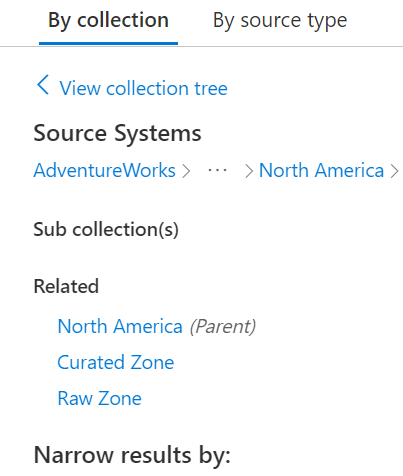 By collection By source type
View collection tree
Source Systems
AdventureWorks > ··· > North America >
Sub collection(s)
Related
North America (Parent)
Curated Zone
Raw Zone
Narrow results by: